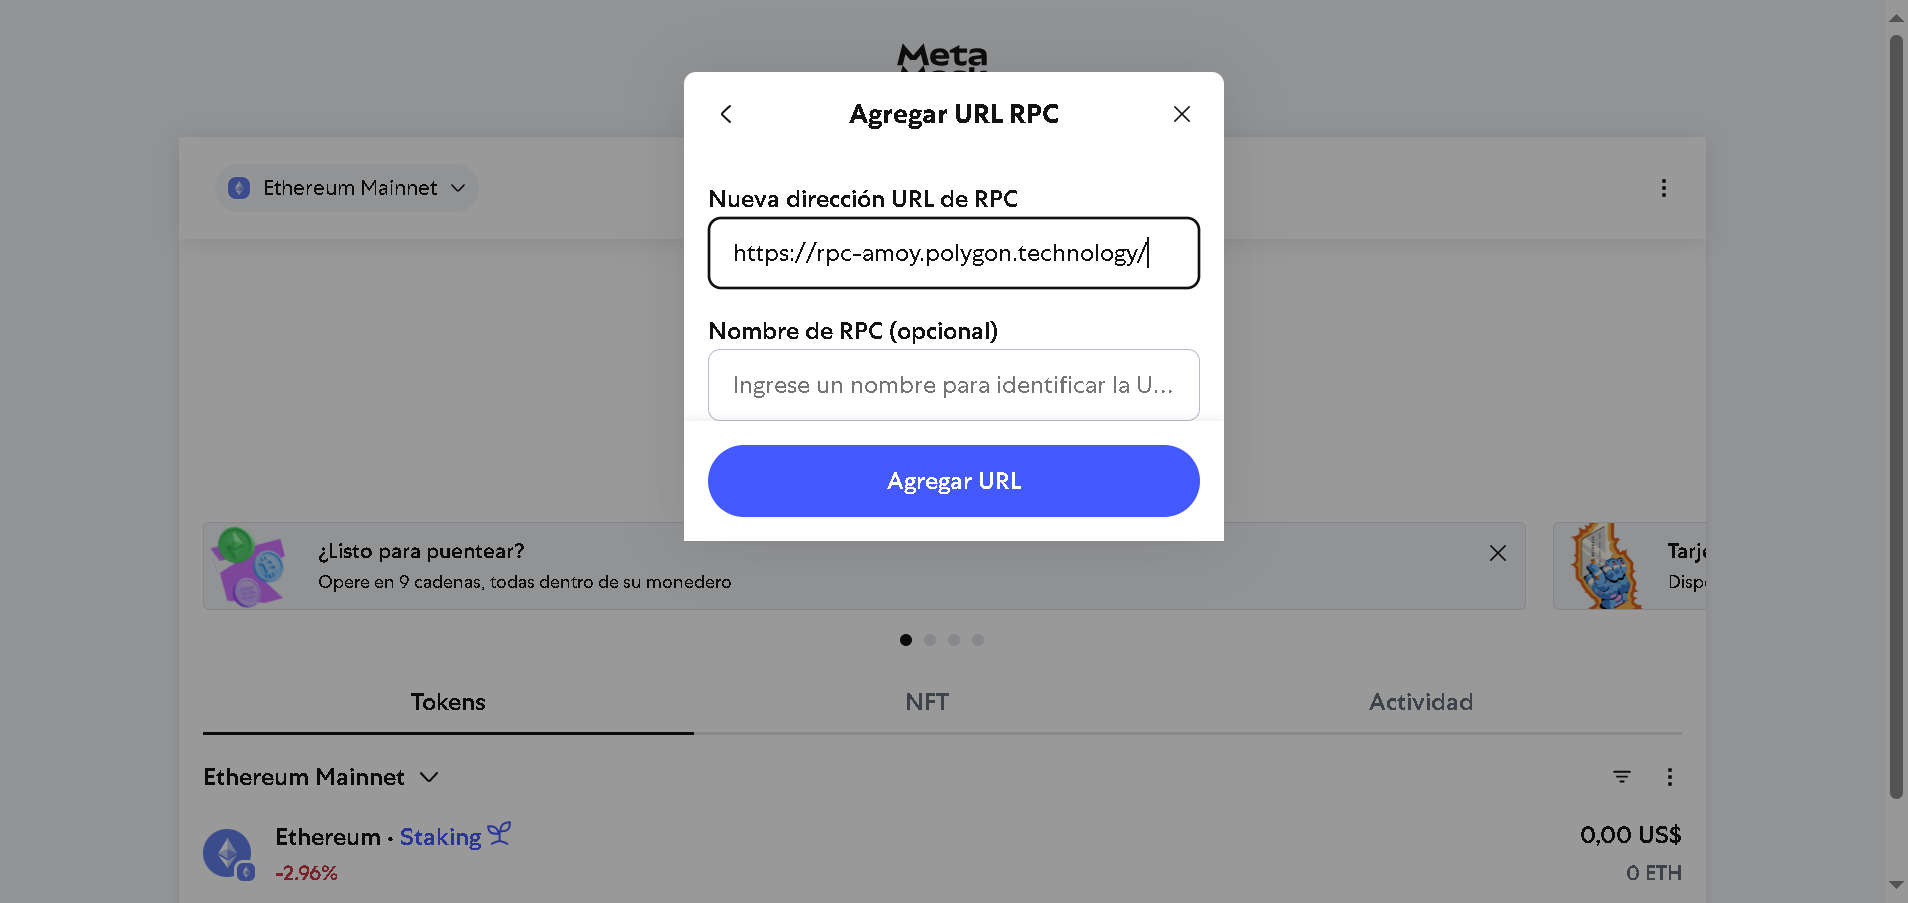 Meta
Agregar URL RPC
Ethereum Mainnet
Nueva dirección URL de RPC
https://rpc-amoy.polygon.technology/
Nombre de RPC (opcional)
Ingrese un nombre para identificar la U...
Agregar URL
¿Listo para puentear?
Opere en 9 cadenas, todas dentro de su monedero
Tarje
Dispo
Tokens
NFT
Actividad
Ethereum Mainnet
Ethereum • Staking
0,00 US$
-2.96%
0 ETH